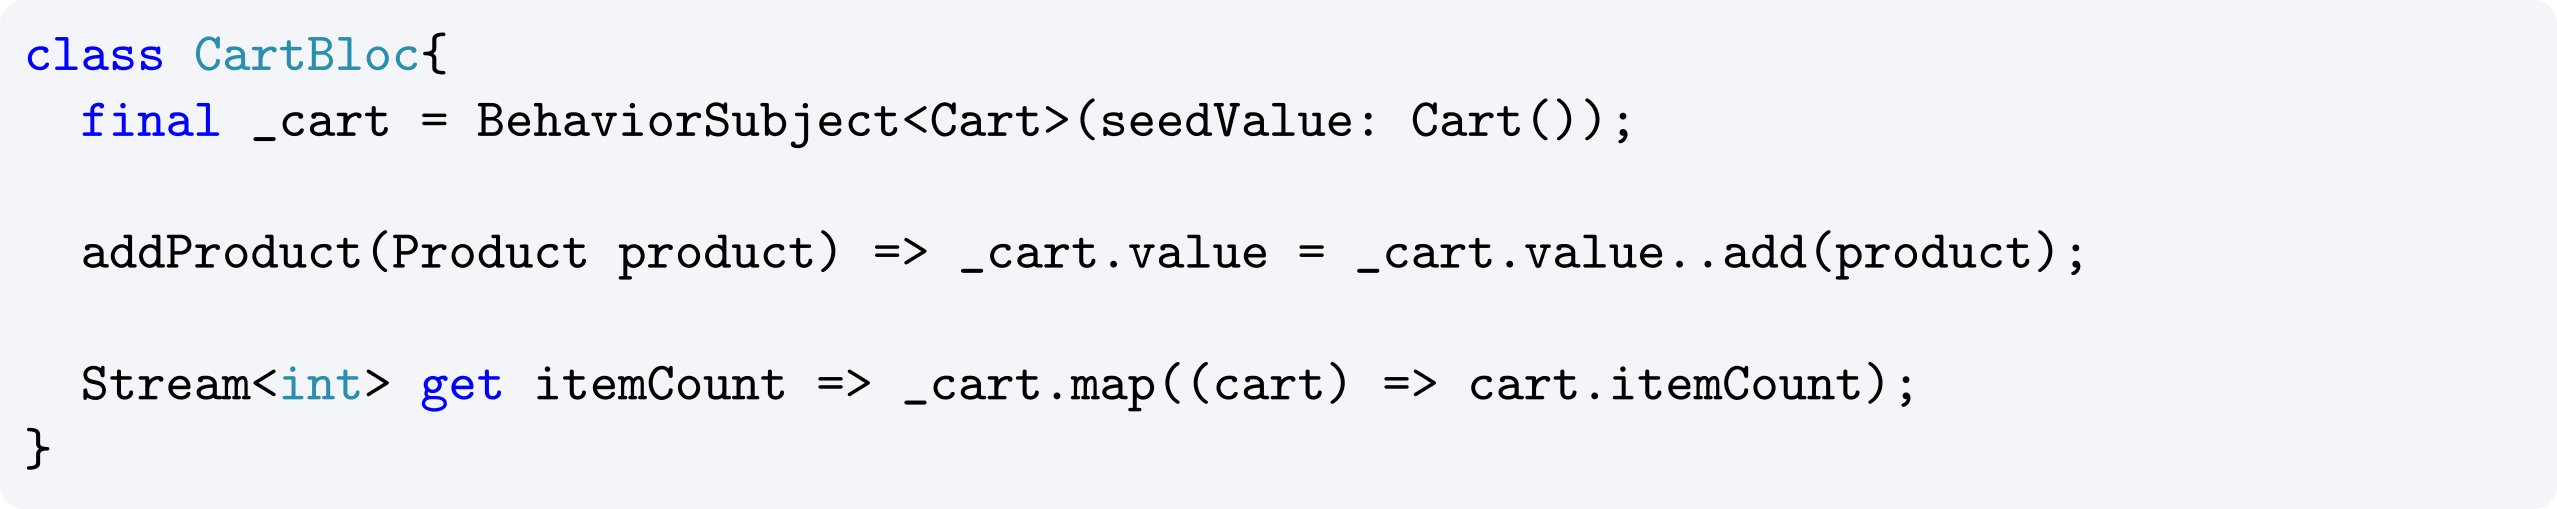 class CartBloc{
  final _cart = BehaviorSubject<Cart>(seedValue: Cart());

  addProduct(Product product) => _cart.value = _cart.value..add(product);

  Stream<int> get itemCount => _cart.map((cart) => cart.itemCount);
}